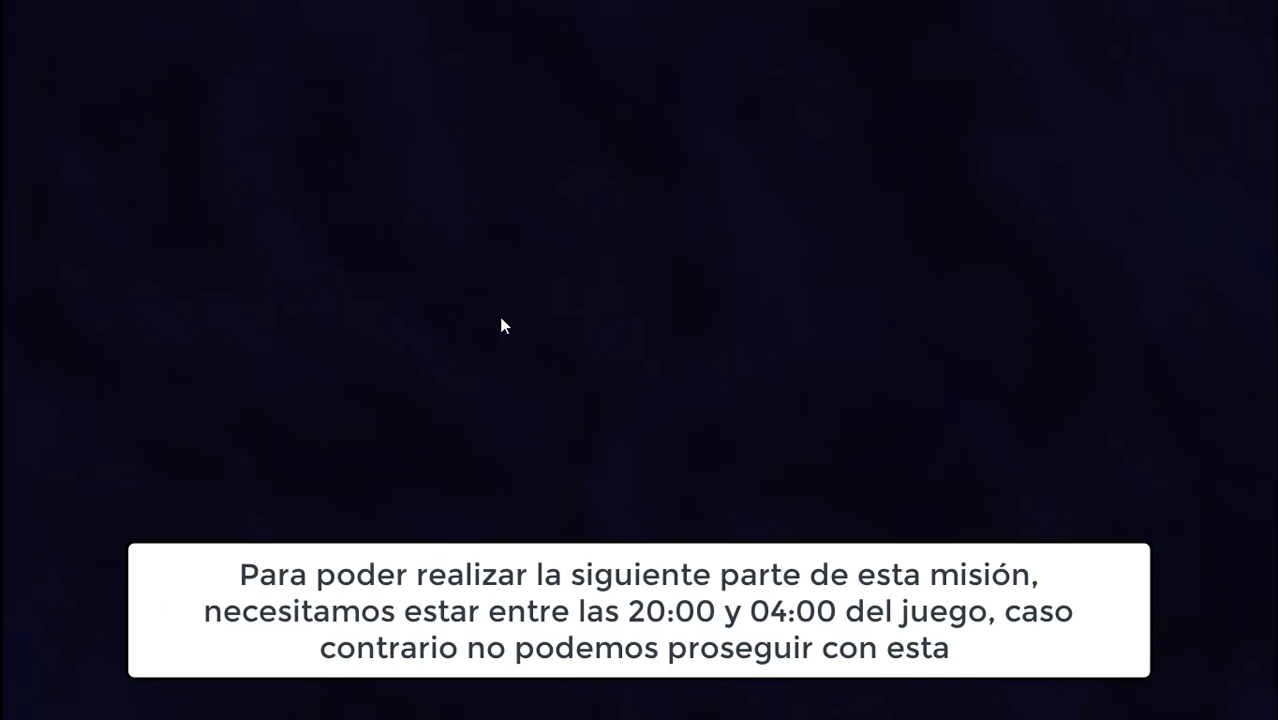 Para poder realizar la siguiente parte de esta misión,
necesitamos estar entre las 20:00 y 04:00 del juego, caso
contrario no podemos proseguir con esta